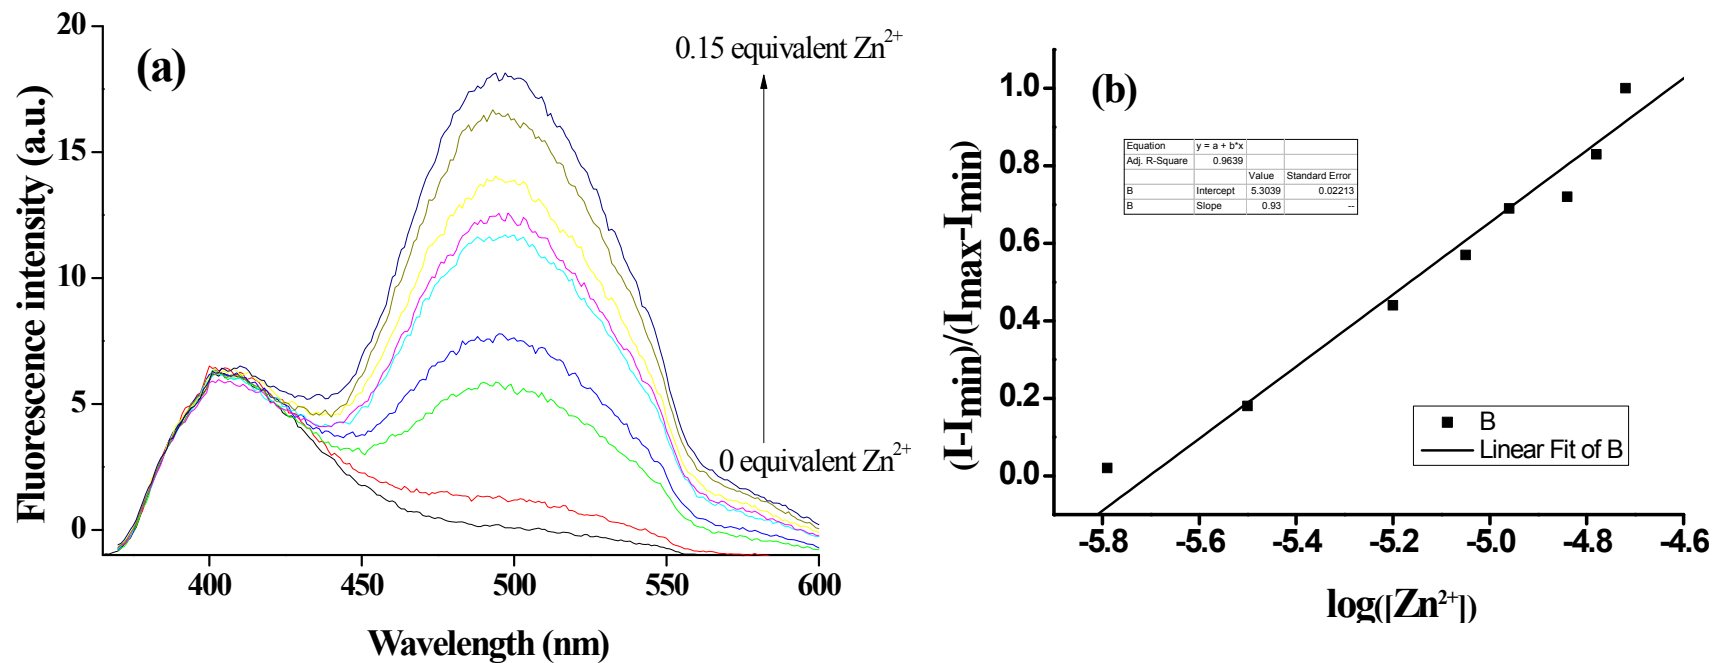 (a)
0.15 equivalent Zn²⁺
0 equivalent Zn²⁺
Fluorescence intensity (a.u.)
20
15
10
5
0
400 450 500 550 600
Wavelength (nm)
(b)
(I-Imin)/(Imax-Imin)
1.0
0.8
0.6
0.4
0.2
0.0
Equation y = a + b*x
Adj. R-Square 0.9639
Value Standard Error
B Intercept 5.3039 0.02213
B Slope 0.93 --
B
Linear Fit of B
-5.8 -5.6 -5.4 -5.2 -5.0 -4.8 -4.6
log([Zn²⁺])